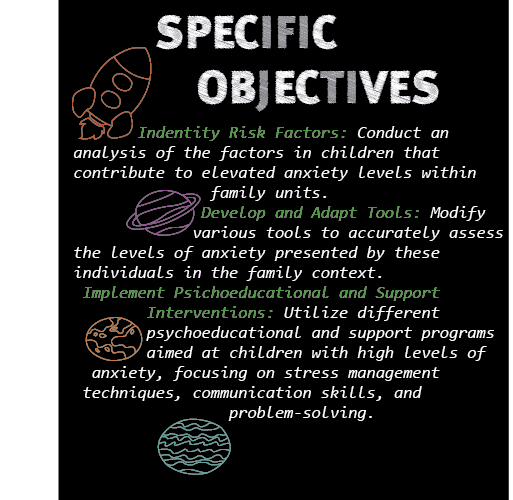 SPECIFIC
OBJECTIVES
Indentity Risk Factors: Conduct an
analysis of the factors in children that
contribute to elevated anxiety levels within
family units.
Develop and Adapt Tools: Modify
various tools to accurately assess
the levels of anxiety presented by these
individuals in the family context.
Implement Psichoeducational and Support
Interventions: Utilize different
psychoeducational and support programs
aimed at children with high levels of
anxiety, focusing on stress management
techniques, communication skills, and
problem-solving.